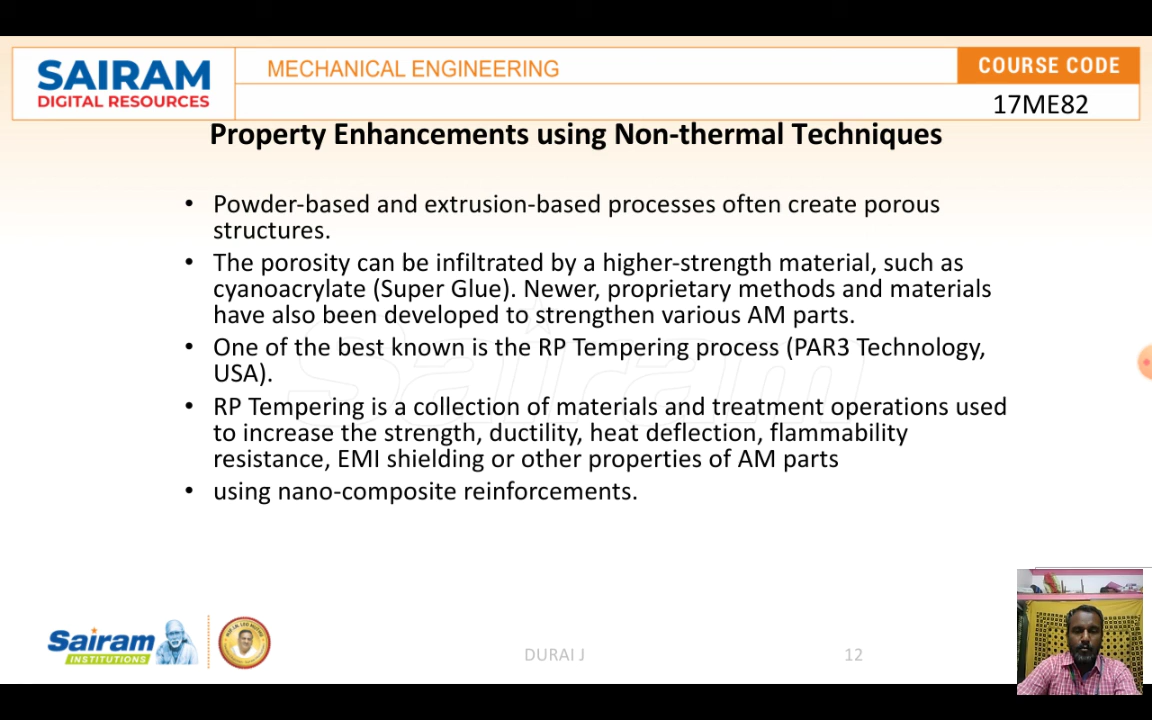 SAIRAM
DIGITAL RESOURCES
MECHANICAL ENGINEERING
COURSE CODE
17ME82
Property Enhancements using Non-thermal Techniques
• Powder-based and extrusion-based processes often create porous
structures.
• The porosity can be infiltrated by a higher-strength material, such as
cyanoacrylate (Super Glue). Newer, proprietary methods and materials
have also been developed to strengthen various AM parts.
• One of the best known is the RP Tempering process (PAR3 Technology,
USA).
• RP Tempering is a collection of materials and treatment operations used
to increase the strength, ductility, heat deflection, flammability
resistance, EMI shielding or other properties of AM parts
• using nano-composite reinforcements.
Sairam
Sairam
INSTITUTIONS
DURAI J
12